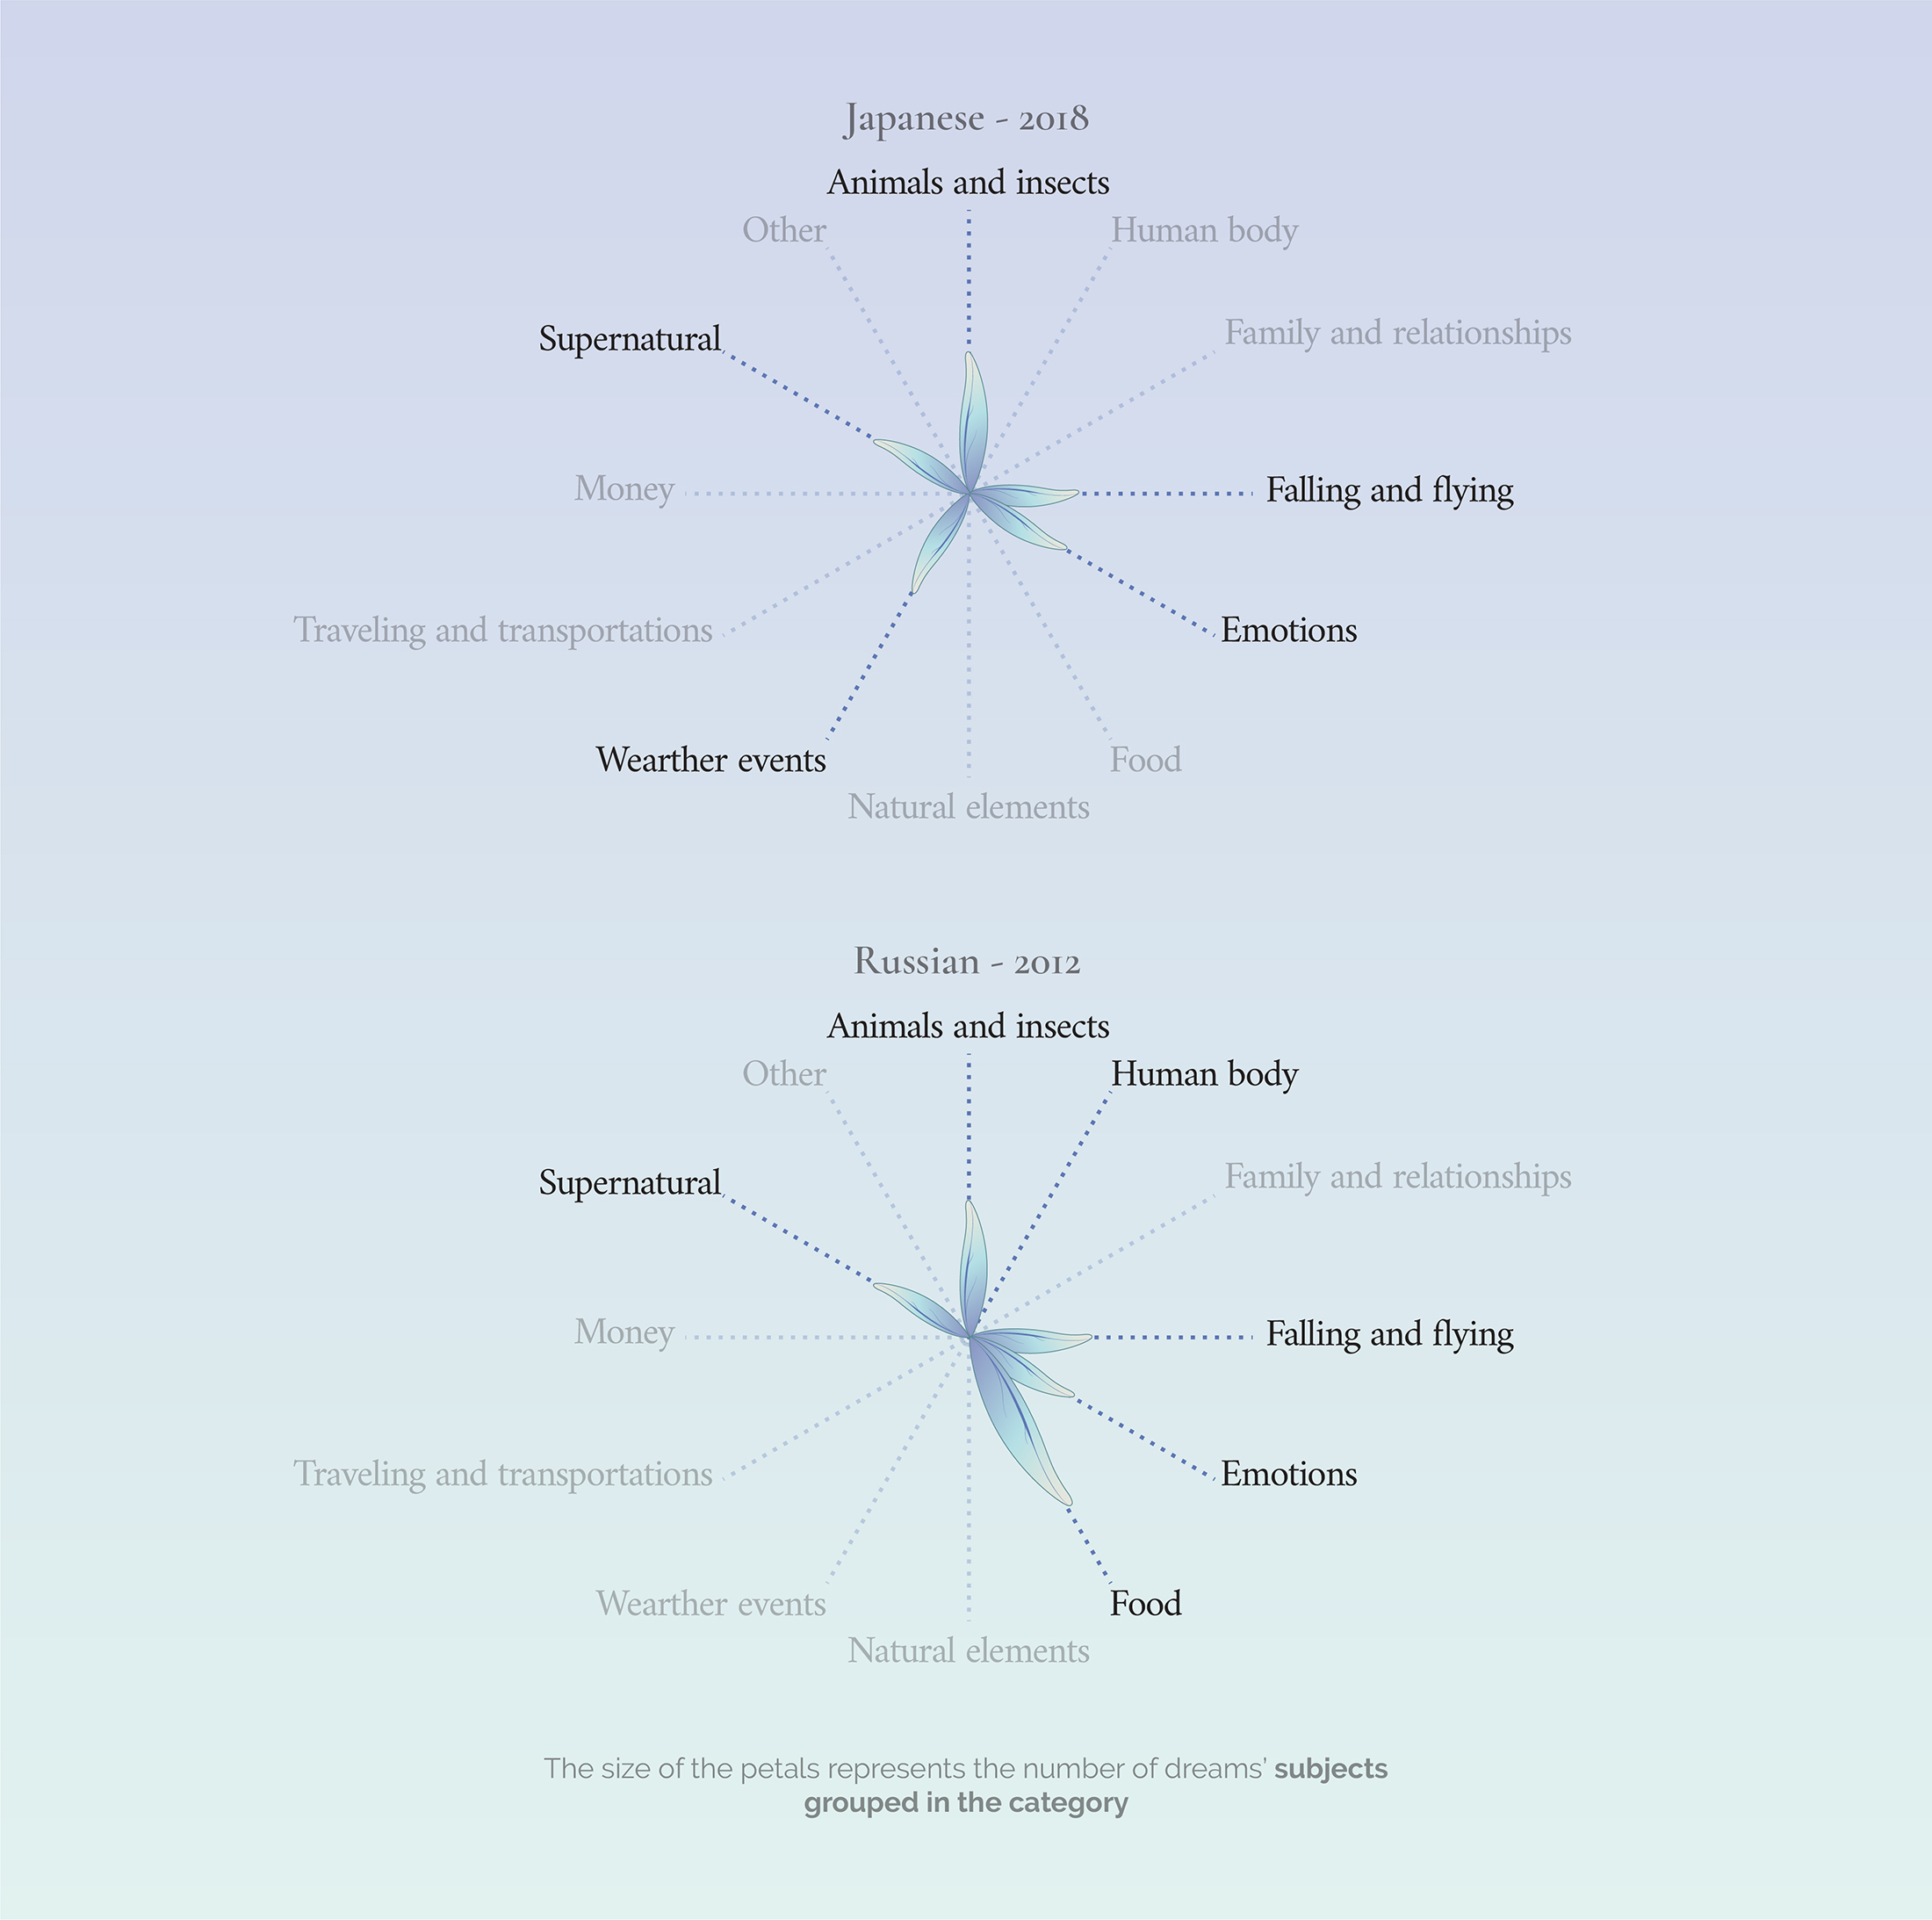 Japanese - 2018
Animals and insects
Other
Human body
Supernatural
Family and relationships
Money
Falling and flying
Traveling and transportations
Emotions
Wearther events
Food
Natural elements
Russian - 2012
Animals and insects
Other
Human body
Supernatural
Family and relationships
Money
Falling and flying
Traveling and transportations
Emotions
Wearther events
Food
Natural elements
The size of the petals represents the number of dreams’ subjects
grouped in the category